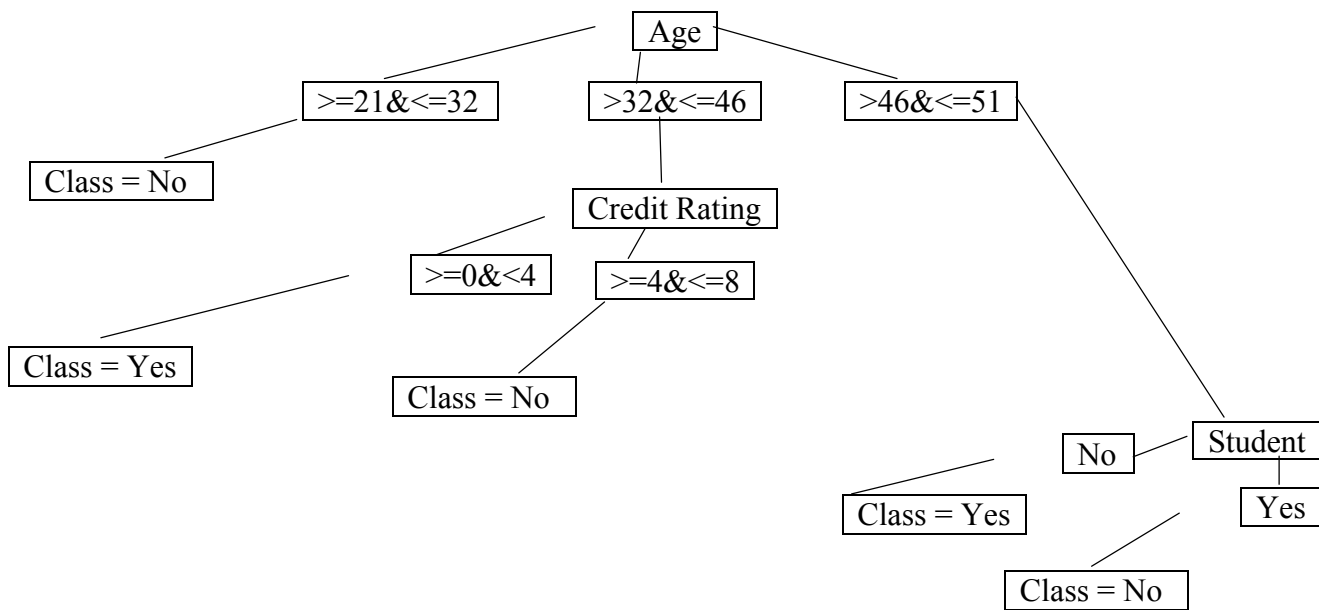 Age
>=21&<=32
>32&<=46
>46&<=51
Class = No
Credit Rating
>=0&<4
>=4&<=8
Class = Yes
Class = No
Student
No
Class = Yes
Yes
Class = No